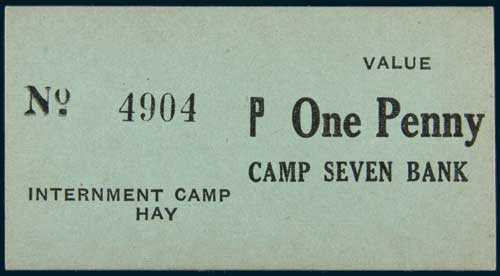 VALUE
Nº 4904
P One Penny
CAMP SEVEN BANK
INTERNMENT CAMP
HAY